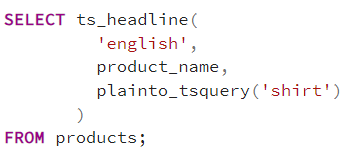 SELECT ts_headline(
'english',
product_name,
plainto_tsquery('shirt')
)
FROM products;